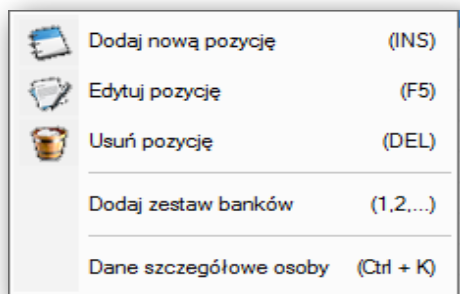 Dodaj nową pozycję (INS)
Edytuj pozycję (F5)
Usuń pozycję (DEL)
Dodaj zestaw banków (1,2,...)
Dane szczegółowe osoby (Ctrl + K)